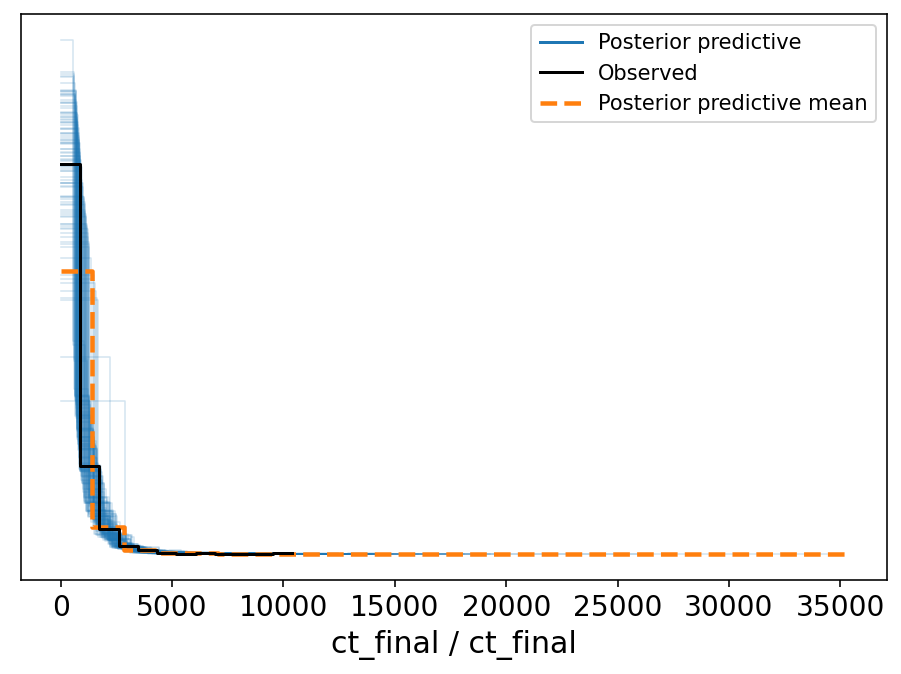 Posterior predictive
Observed
Posterior predictive mean
0 5000 10000 15000 20000 25000 30000 35000
ct_final / ct_final